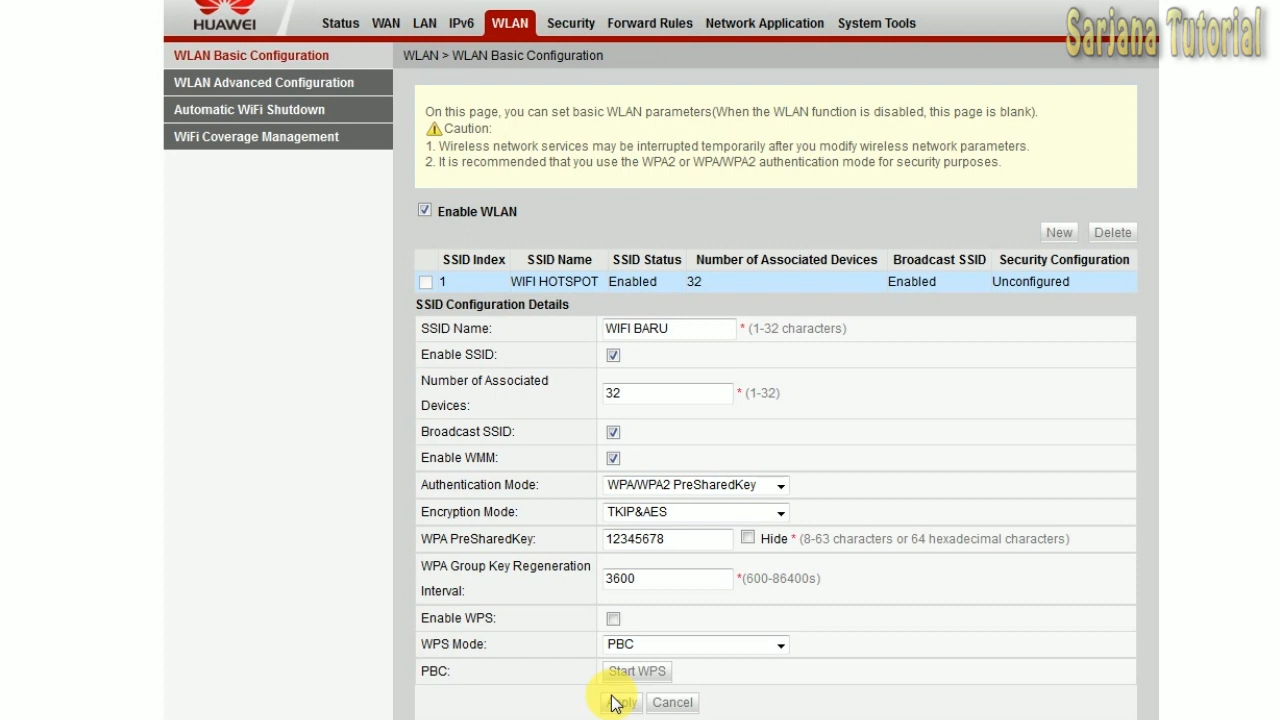 HUAWEI
Status WAN LAN IPv6 WLAN Security Forward Rules Network Application System Tools
Sarjana Tutorial
WLAN Basic Configuration
WLAN > WLAN Basic Configuration
WLAN Advanced Configuration
Automatic WiFi Shutdown
WiFi Coverage Management
On this page, you can set basic WLAN parameters(When the WLAN function is disabled, this page is blank).
Caution:
1. Wireless network services may be interrupted temporarily after you modify wireless network parameters.
2. It is recommended that you use the WPA2 or WPA/WPA2 authentication mode for security purposes.
Enable WLAN
New Delete
SSID Index SSID Name SSID Status Number of Associated Devices Broadcast SSID Security Configuration
1 WIFI HOTSPOT Enabled 32 Enabled Unconfigured
SSID Configuration Details
SSID Name: WIFI BARU * (1-32 characters)
Enable SSID:
Number of Associated
Devices: 32 * (1-32)
Broadcast SSID:
Enable WMM:
Authentication Mode: WPA/WPA2 PreSharedKey
Encryption Mode: TKIP&AES
WPA PreSharedKey: 12345678 Hide * (8-63 characters or 64 hexadecimal characters)
WPA Group Key Regeneration
Interval: 3600 *(600-86400s)
Enable WPS:
WPS Mode: PBC
PBC: Start WPS
Apply Cancel